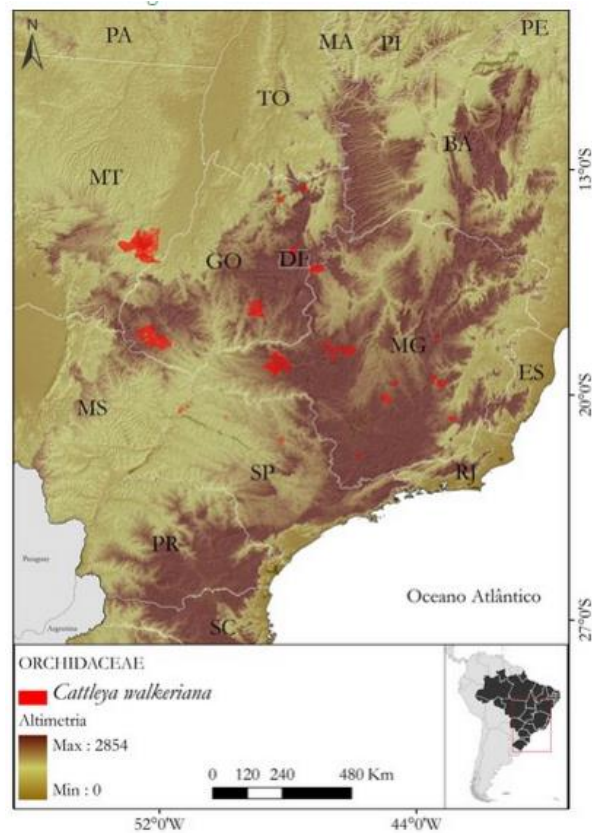 N
PA
MA
PI
PE
TO
BA
MT
13°0'S
GO
DF
MG
ES
20°0'S
MS
SP
RJ
PR
Paraguay
Oceano Atlântico
Argentina
SC
27°0'S
ORCHIDACEAE
Cattleya walkeriana
Altimetria
Max : 2854
Min : 0
0 120 240 480 Km
52°0'W
44°0'W